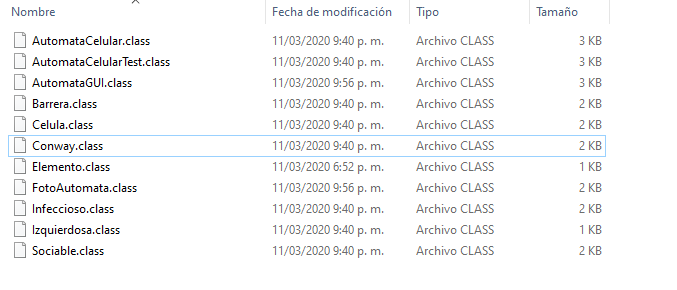 Nombre Fecha de modificación Tipo Tamaño
AutomataCelular.class 11/03/2020 9:40 p. m. Archivo CLASS 3 KB
AutomataCelularTest.class 11/03/2020 9:40 p. m. Archivo CLASS 3 KB
AutomataGUI.class 11/03/2020 9:56 p. m. Archivo CLASS 3 KB
Barrera.class 11/03/2020 9:40 p. m. Archivo CLASS 2 KB
Celula.class 11/03/2020 9:40 p. m. Archivo CLASS 2 KB
Conway.class 11/03/2020 9:40 p. m. Archivo CLASS 2 KB
Elemento.class 11/03/2020 6:52 p. m. Archivo CLASS 1 KB
FotoAutomata.class 11/03/2020 9:56 p. m. Archivo CLASS 2 KB
Infeccioso.class 11/03/2020 9:40 p. m. Archivo CLASS 2 KB
Izquierdosa.class 11/03/2020 9:40 p. m. Archivo CLASS 1 KB
Sociable.class 11/03/2020 9:40 p. m. Archivo CLASS 2 KB